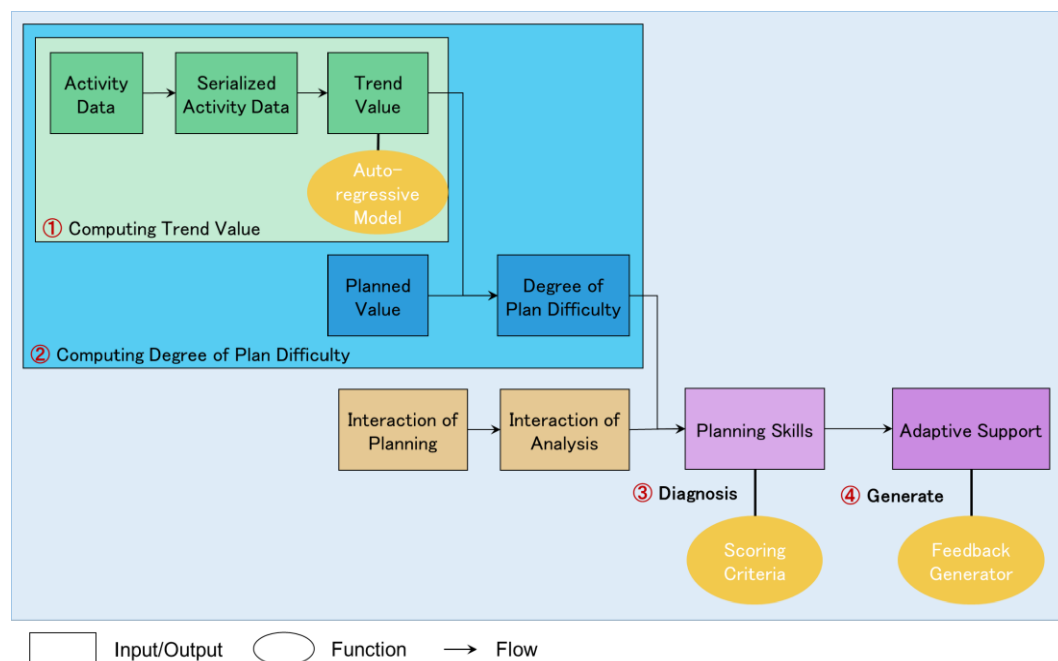 Activity
Data
Serialized
Activity Data
Trend
Value
Auto-
regressive
Model
① Computing Trend Value
Planned
Value
Degree of
Plan Difficulty
② Computing Degree of Plan Difficulty
Interaction of
Planning
Interaction of
Analysis
Planning Skills
Adaptive Support
③ Diagnosis
④ Generate
Scoring
Criteria
Feedback
Generator
Input/Output
Function
Flow